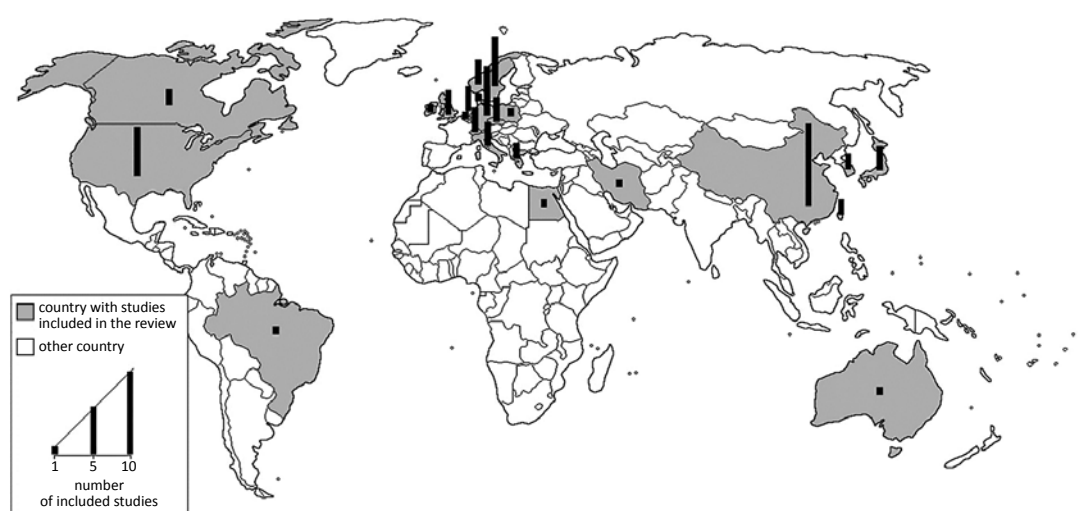 country with studies
included in the review
other country
1 5 10
number
of included studies